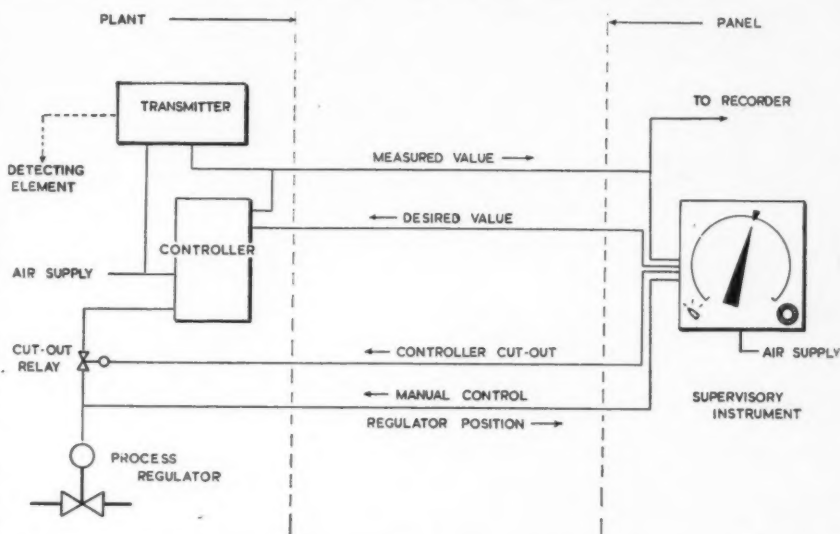 PLANT
PANEL
TRANSMITTER
TO RECORDER
DETECTING
ELEMENT
MEASURED VALUE
DESIRED VALUE
CONTROLLER
AIR SUPPLY
CUT-OUT
RELAY
CONTROLLER CUT-OUT
AIR SUPPLY
MANUAL CONTROL
SUPERVISORY
INSTRUMENT
REGULATOR POSITION
PROCESS
REGULATOR